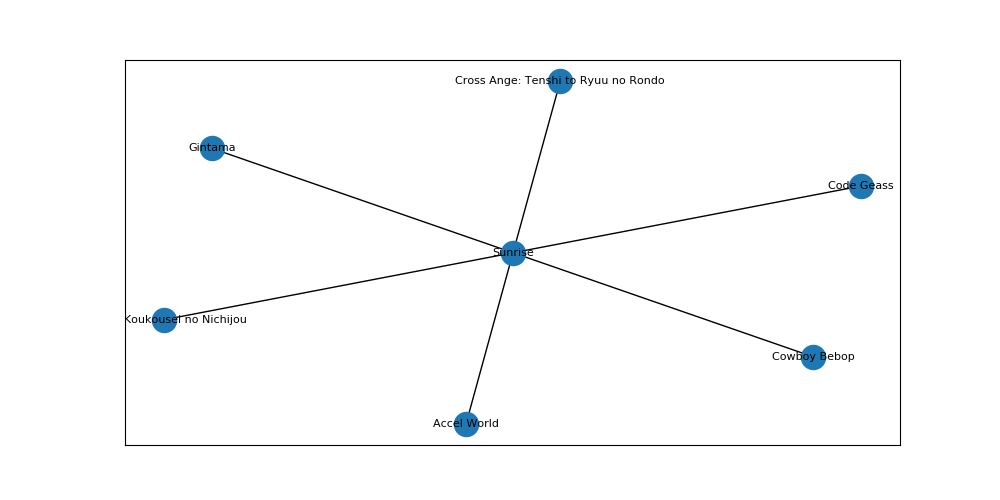 Cross Ange: Tenshi to Ryuu no Rondo
Gintama
Code Geass
Sunrise
Koukousei no Nichijou
Cowboy Bebop
Accel World